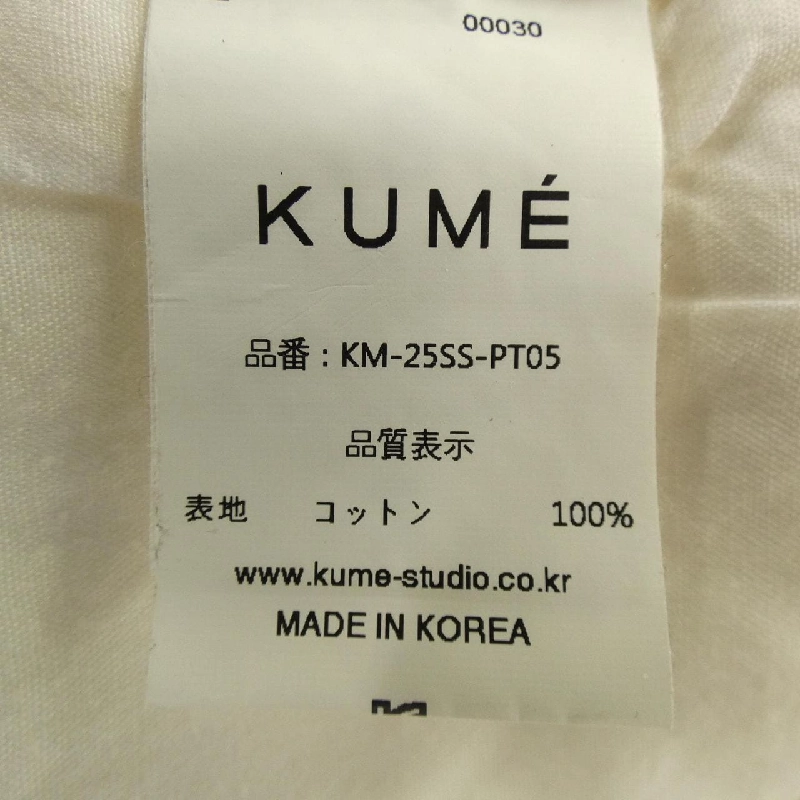 00030
KUMÉ
品番 : KM-25SS-PT05
品質表示
表地 コットン 100%
www.kume-studio.co.kr
MADE IN KOREA